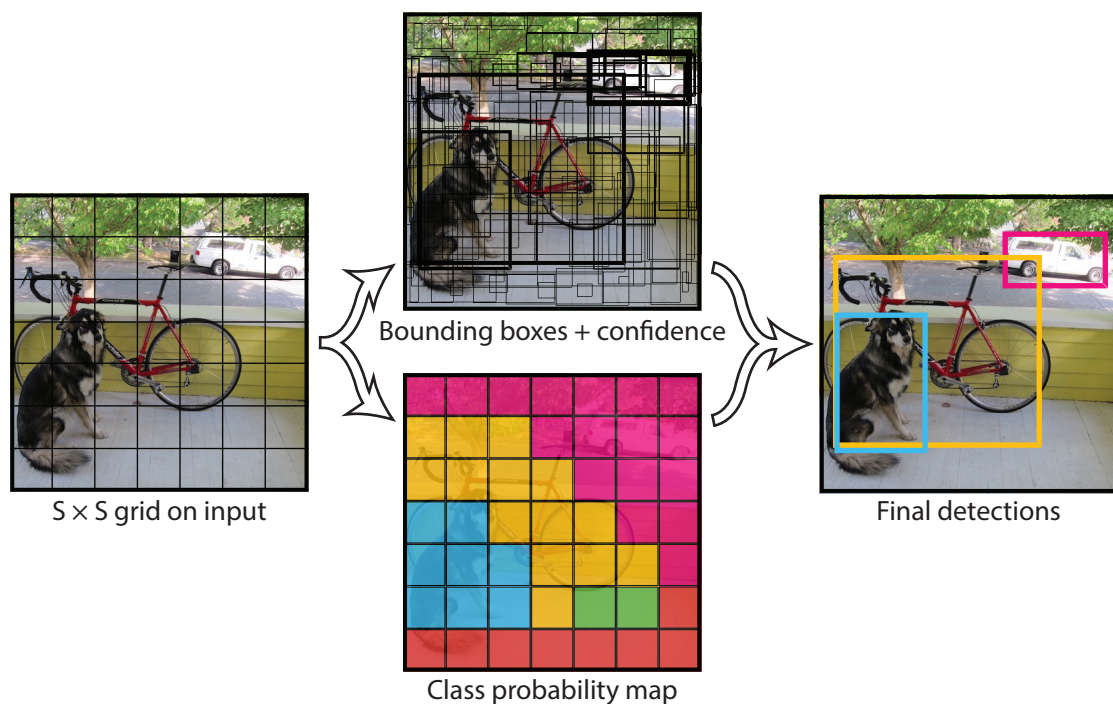 Bounding boxes + confidence
S × S grid on input
Final detections
Class probability map